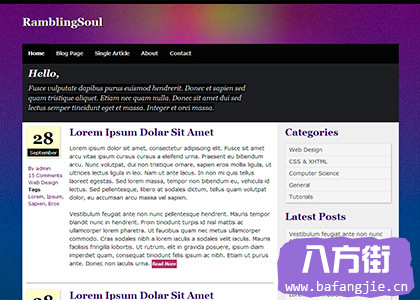 RamblingSoul
Home Blog Page Single Article About Contact
Hello,
Fusce vulputate dapibus purus euismod hendrerit. Donec et sapien sed
quam tristique aliquet. Etiam nec quam nulla. Donec sit amet dui sed
lectus semper tincidunt eget et massa. Integer et orci massa.
28
September
By admin
15 Comments
Web Design
Tags
Lorem, Ipsum,
Sapien, Eros
Lorem Ipsum Dolar Sit Amet
Lorem ipsum dolor sit amet, consectetur adipiscing elit. Fusce sit amet
arcu vitae ipsum cursus cursus a eleifend urna. Praesent eu bibendum
arcu. Nunc volutpat, dui non tristique ornare, sapien eros mollis ligula, ut
ultricies lectus ligula in leo. Nam ut ante lacus. In non mi quis tellus
laoreet egestas. Sed lorem massa, tempor non bibendum eu, vehicula id
lectus. Sed pellentesque, libero at sodales dictum, tellus quam volutpat
dolor, eu accumsan arcu massa vel sapien.
Vestibulum feugiat ante non nunc pellentesque hendrerit. Mauris tempor
blandit nunc in hendrerit. Proin tincidunt turpis id nisl mattis ac
ullamcorper lorem pharetra. Ut faucibus quam nec metus ullamcorper
commodo. Cras sodales nibh a lorem iaculis a sodales velit iaculis. Mauris
facilisis fringilla lobortis. Ut rutrum, elit in gravida posuere, ipsum diam
imperdiet quam, consequat tincidunt felis ipsum ac nibh. Etiam ut purus
ante. Donec non iaculis urna. Read More
28
Lorem Ipsum Dolar Sit Amet
Categories
Web Design
CSS & XHTML
Computer Science
General
Tutorials
Latest Posts
Vestibulum feugiat ante non nunc
八方街
www.bafangjie.cn